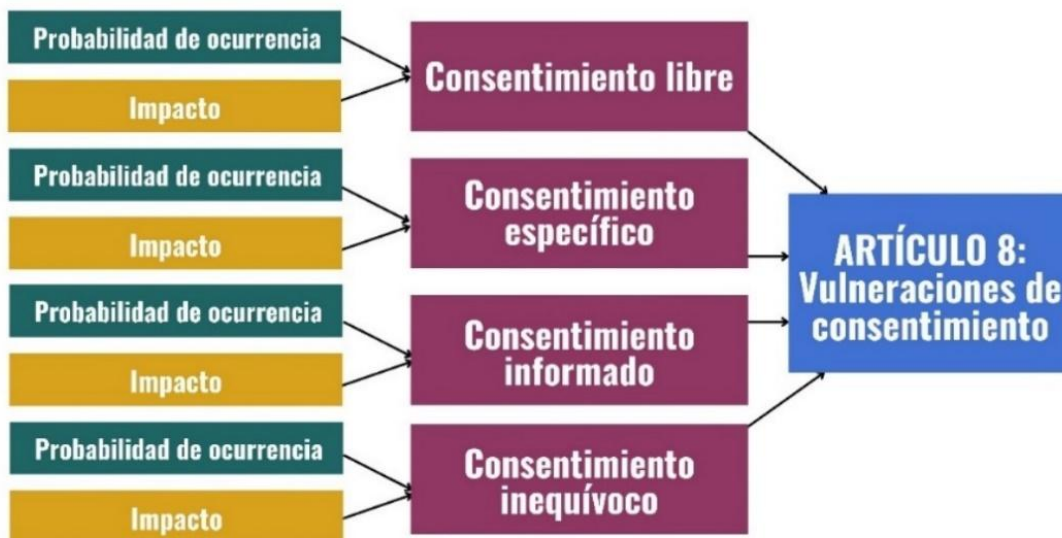 Probabilidad de ocurrencia
Impacto
Consentimiento libre
Probabilidad de ocurrencia
Impacto
Consentimiento
específico
Probabilidad de ocurrencia
Impacto
Consentimiento
informado
Probabilidad de ocurrencia
Impacto
Consentimiento
inequívoco
ARTÍCULO 8:
Vulneraciones de
consentimiento